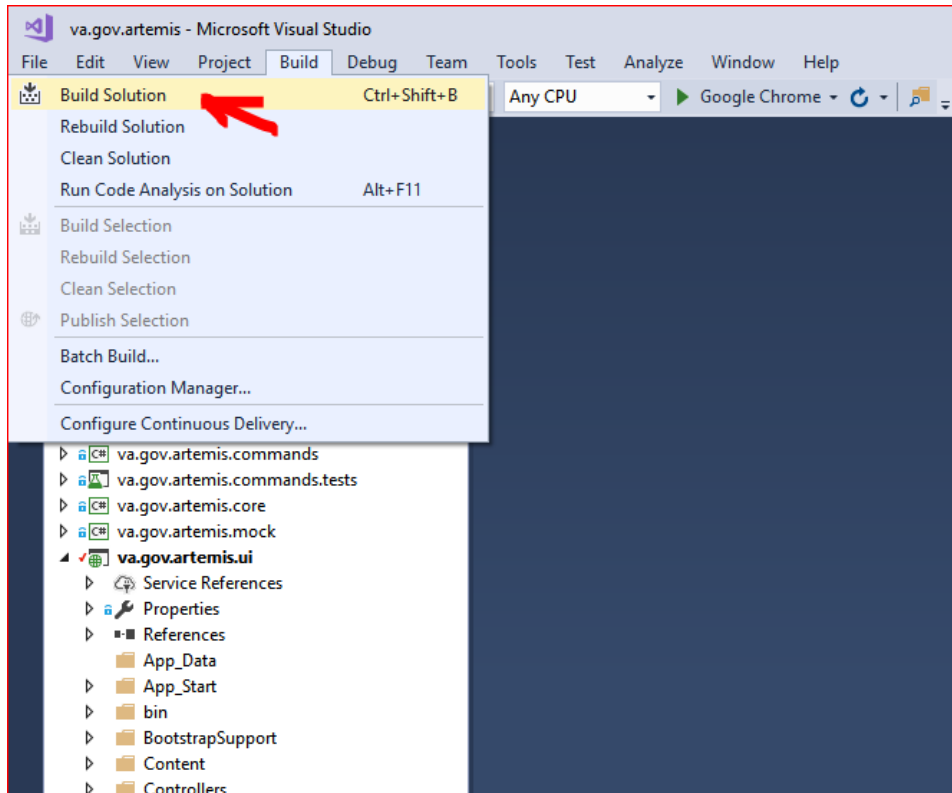 va.gov.artemis - Microsoft Visual Studio
File Edit View Project Build Debug Team Tools Test Analyze Window Help
Build Solution Ctrl+Shift+B Any CPU Google Chrome
Rebuild Solution
Clean Solution
Run Code Analysis on Solution Alt+F11
Build Selection
Rebuild Selection
Clean Selection
Publish Selection
Batch Build...
Configuration Manager...
Configure Continuous Delivery...
C# va.gov.artemis.commands
va.gov.artemis.commands.tests
C# va.gov.artemis.core
C# va.gov.artemis.mock
va.gov.artemis.ui
Service References
Properties
References
App_Data
App_Start
bin
BootstrapSupport
Content
Controllers